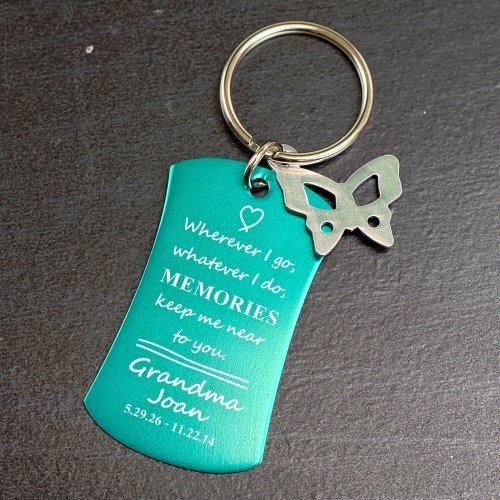 Wherever I go,
whatever I do,
MEMORIES
keep me near
to you.
Grandma
Joan
5.29.26 - 11.22.14